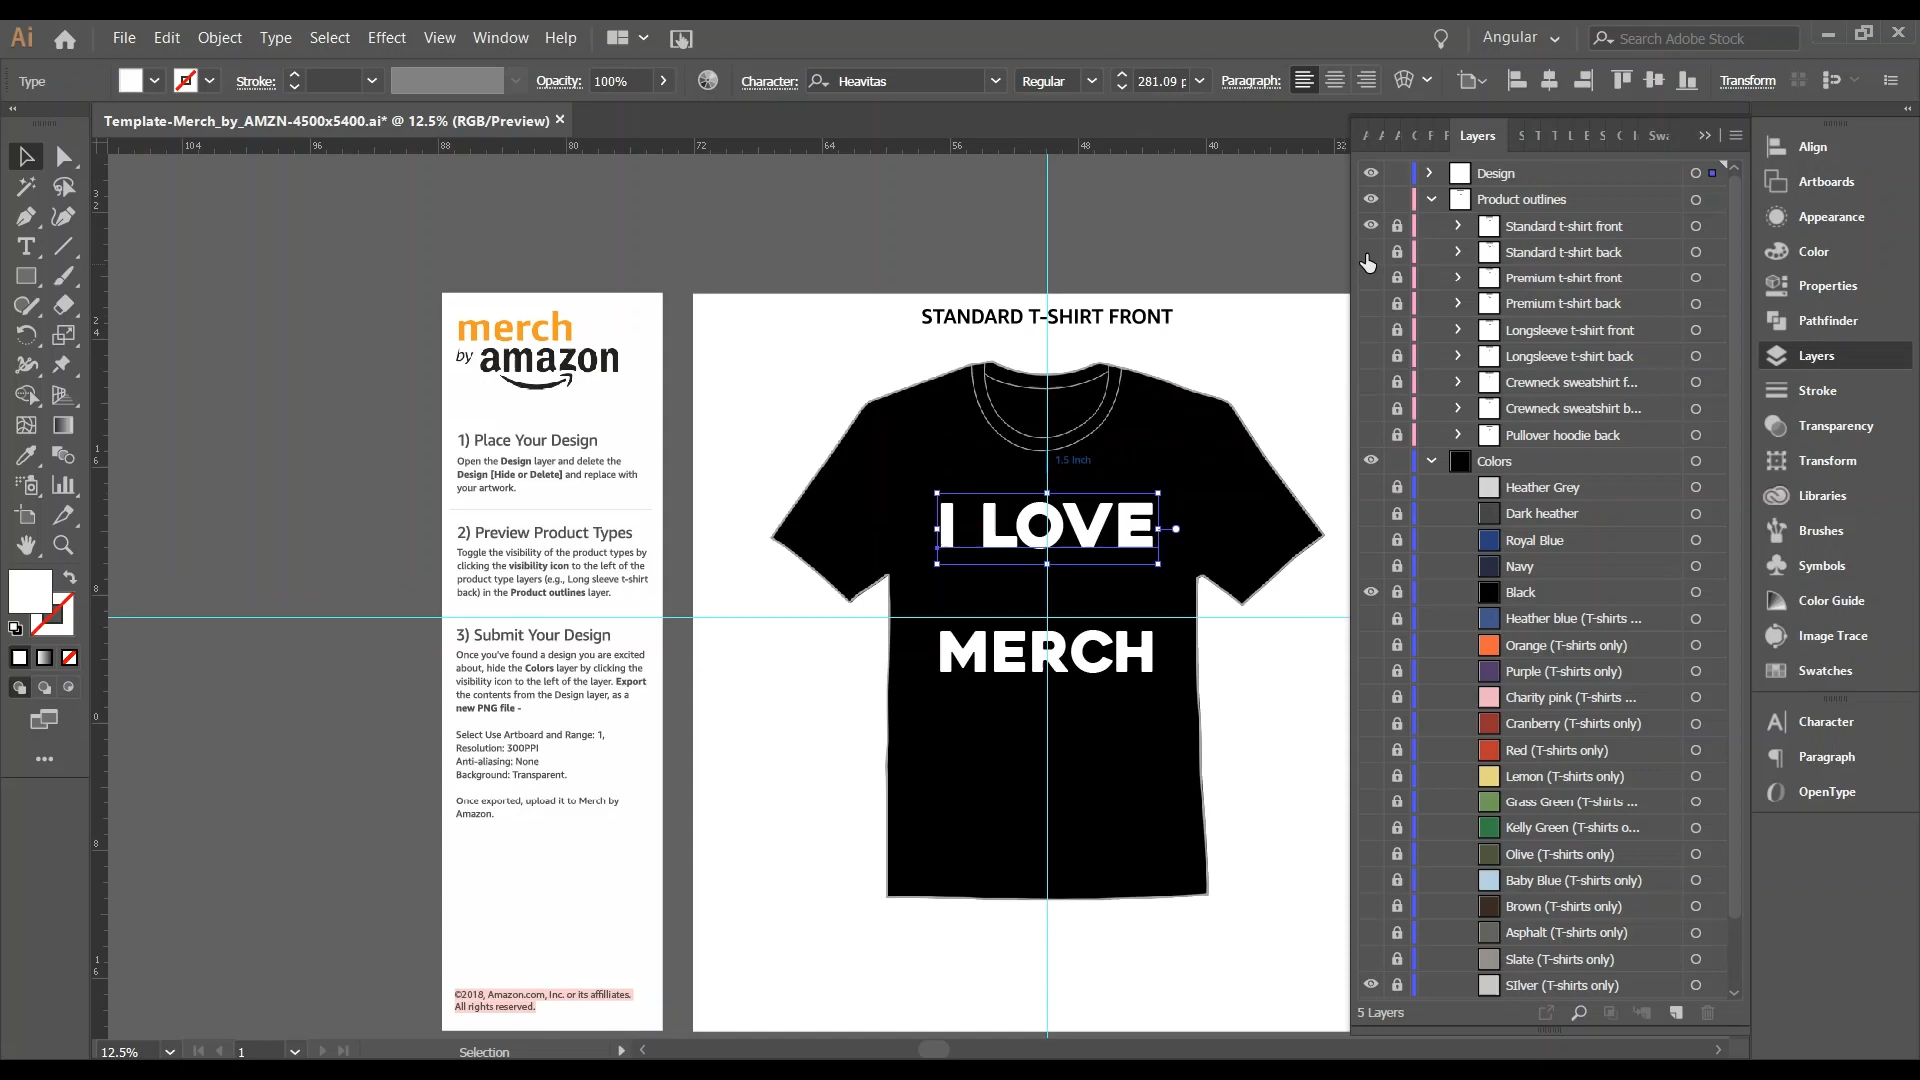 Ai
File Edit Object Type Select Effect View Window Help
Angular
Search Adobe Stock
Type
Stroke:
Opacity: 100%
Character: Heavitas
Regular
281.09 p
Paragraph:
Transform
Template-Merch_by_AMZN-4500x5400.ai* @ 12.5% (RGB/Preview)
104 96 88 80 72 64 56 48 40 32
merch
by amazon
1) Place Your Design
Open the Design layer and delete the
Design [Hide or Delete] and replace with
your artwork.
2) Preview Product Types
Toggle the visibility of the product types by
clicking the visibility icon to the left of the
product type layers (e.g., Long sleeve t-shirt
back) in the Product outlines layer.
3) Submit Your Design
Once you've found a design you are excited
about, hide the Colors layer by clicking the
visibility icon to the left of the layer. Export
the contents from the Design layer, as a
new PNG file -
Select Use Artboard and Range: 1,
Resolution: 300PPI
Anti-aliasing: None
Background: Transparent.
Once exported, upload it to Merch by
Amazon.
©2018, Amazon.com, Inc. or its affilliates.
All rights reserved.
STANDARD T-SHIRT FRONT
1.5 Inch
I LOVE
MERCH
Layers
Swa
Design
Product outlines
Standard t-shirt front
Standard t-shirt back
Premium t-shirt front
Premium t-shirt back
Longsleeve t-shirt front
Longsleeve t-shirt back
Crewneck sweatshirt f...
Crewneck sweatshirt b...
Pullover hoodie back
Colors
Heather Grey
Dark heather
Royal Blue
Navy
Black
Heather blue (T-shirts ...
Orange (T-shirts only)
Purple (T-shirts only)
Charity pink (T-shirts ...
Cranberry (T-shirts only)
Red (T-shirts only)
Lemon (T-shirts only)
Grass Green (T-shirts ...
Kelly Green (T-shirts o...
Olive (T-shirts only)
Baby Blue (T-shirts only)
Brown (T-shirts only)
Asphalt (T-shirts only)
Slate (T-shirts only)
SIlver (T-shirts only)
5 Layers
Align
Artboards
Appearance
Color
Properties
Pathfinder
Layers
Stroke
Transparency
Transform
Libraries
Brushes
Symbols
Color Guide
Image Trace
Swatches
Character
Paragraph
OpenType
12.5%
1
Selection